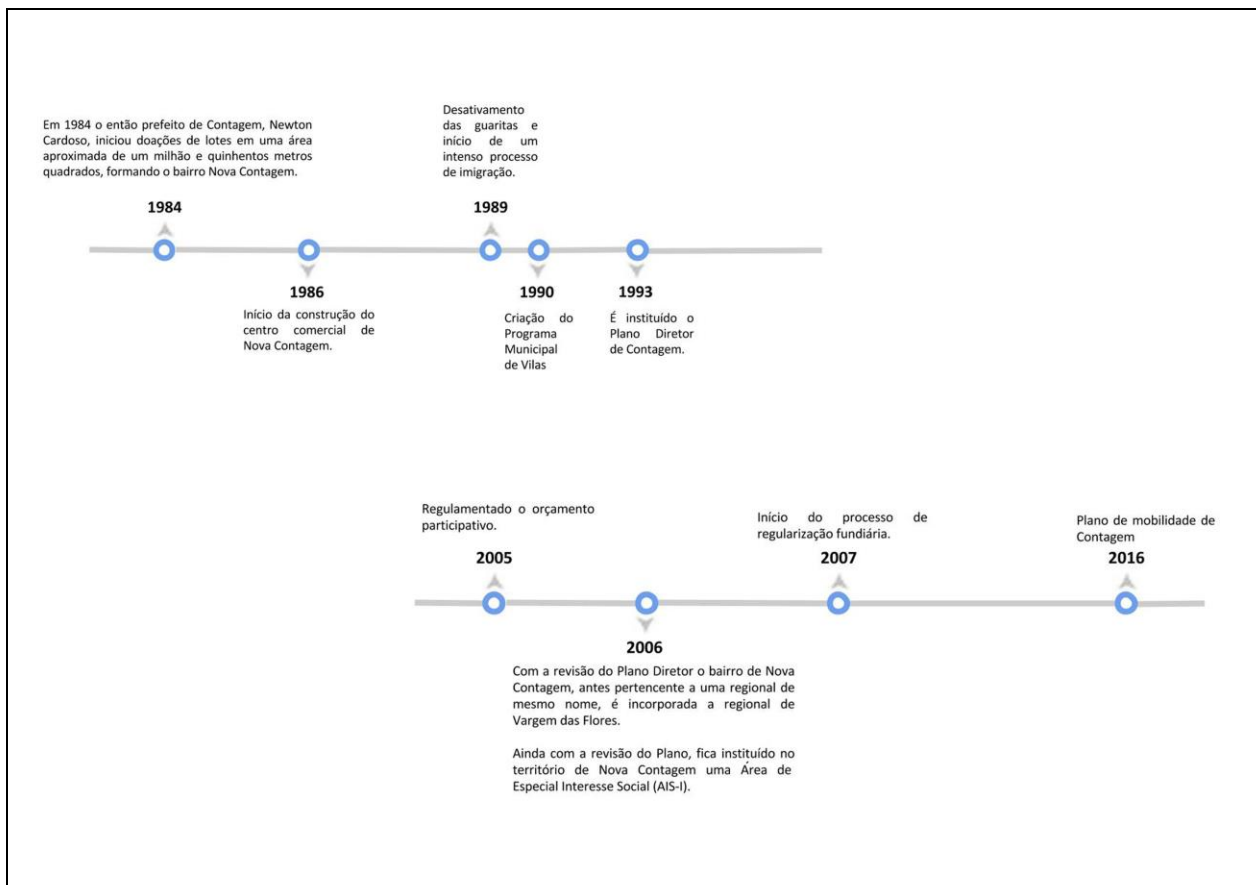 Em 1984 o então prefeito de Contagem, Newton
Cardoso, iniciou doações de lotes em uma área
aproximada de um milhão e quinhentos metros
quadrados, formando o bairro Nova Contagem.
1984
1986
Início da construção do
centro comercial de
Nova Contagem.
Desativamento
das guaritas e
início de um
intenso processo
de imigração.
1989
1990
Criação do
Programa
Municipal
de Vilas
1993
É instituído o
Plano Diretor
de Contagem.
Regulamentado o orçamento
participativo.
2005
2006
Com a revisão do Plano Diretor o bairro de Nova
Contagem, antes pertencente a uma regional de
mesmo nome, é incorporada a regional de
Vargem das Flores.
Ainda com a revisão do Plano, fica instituído no
território de Nova Contagem uma Área de
Especial Interesse Social (AIS-I).
Início do processo de
regularização fundiária.
2007
Plano de mobilidade de
Contagem
2016